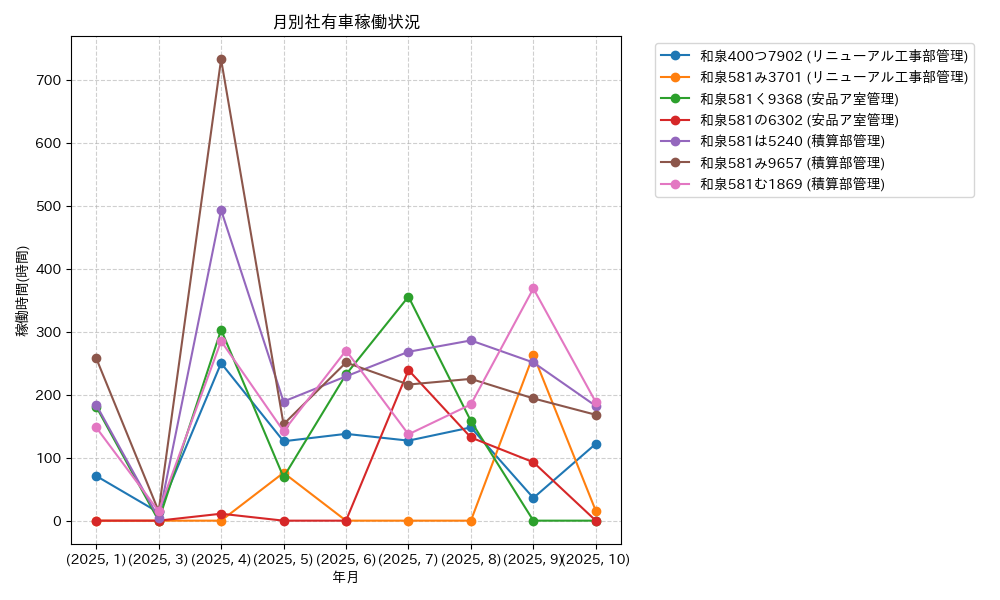 月別社有車稼働状況
和泉400つ7902 (リニューアル工事部管理)
和泉581み3701 (リニューアル工事部管理)
和泉581く9368 (安品ア室管理)
和泉581の6302 (安品ア室管理)
和泉581は5240 (積算部管理)
和泉581み9657 (積算部管理)
和泉581む1869 (積算部管理)
稼働時間(時間)
700
600
500
400
300
200
100
0
(2025, 1) (2025, 3) (2025, 4) (2025, 5) (2025, 6) (2025, 7) (2025, 8) (2025, 9) (2025, 10)
年月